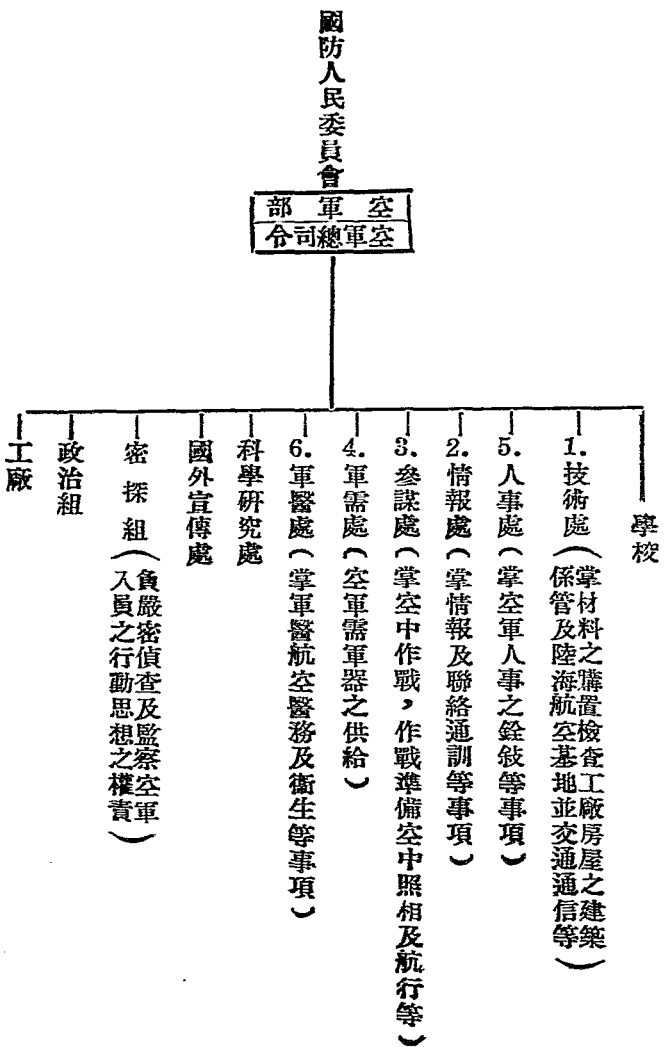 國防人民委員會
空軍部
空軍總司令
學校
1.技術處(掌材料之購置檢查工廠房屋之建築
係管及陸海航空基地並交通通信等)
5.人事處(掌空軍人事之銓敍等事項)
2.情報處(掌情報及聯絡通訓等事項)
3.參謀處(掌空中作戰,作戰準備空中照相及航行等)
4.軍需處(空軍需軍器之供給)
6.軍醫處(掌軍醫航空醫務及衞生等事項)
科學研究處
國外宣傳處
密探組(負嚴密偵查及監察空軍
人員之行動思想之權責)
政治組
工廠